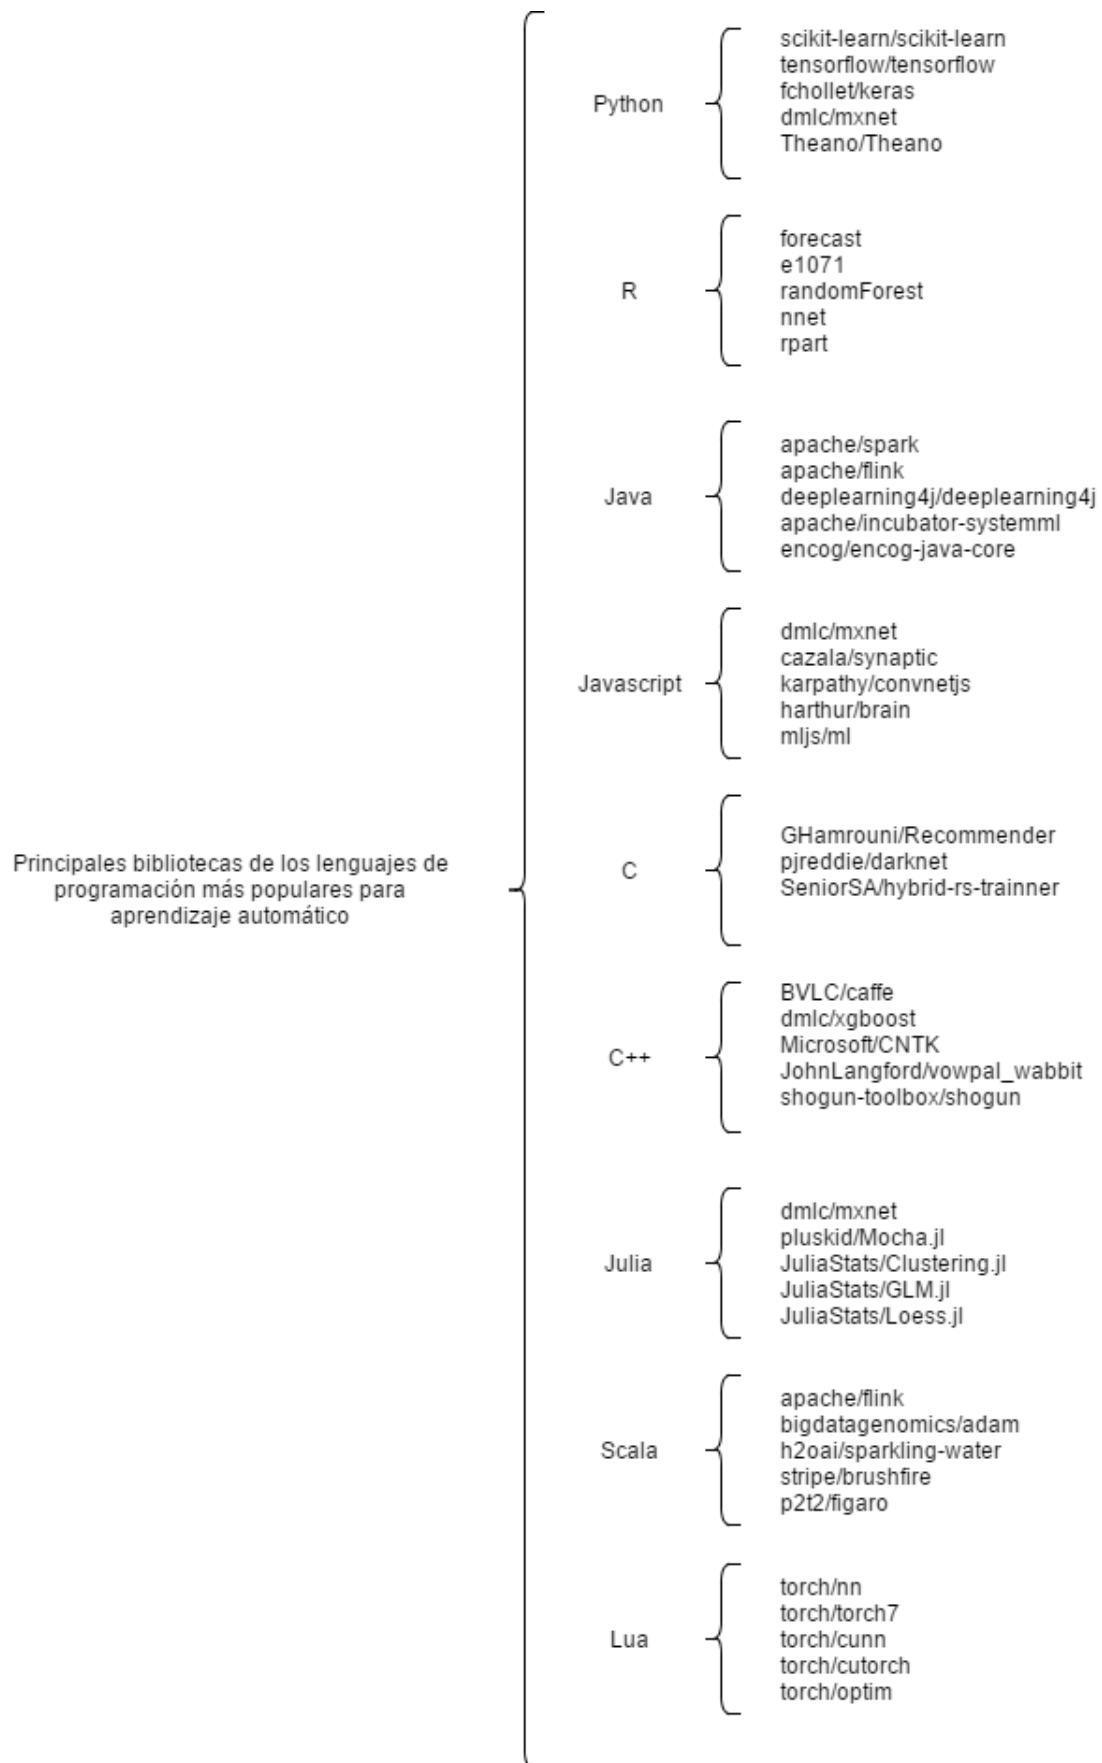 Principales bibliotecas de los lenguajes de
programación más populares para
aprendizaje automático
Python
scikit-learn/scikit-learn
tensorflow/tensorflow
fchollet/keras
dmlc/mxnet
Theano/Theano
R
forecast
e1071
randomForest
nnet
rpart
Java
apache/spark
apache/flink
deeplearning4j/deeplearning4j
apache/incubator-systemml
encog/encog-java-core
Javascript
dmlc/mxnet
cazala/synaptic
karpathy/convnetjs
harthur/brain
mljs/ml
C
GHamrouni/Recommender
pjreddie/darknet
SeniorSA/hybrid-rs-trainner
C++
BVLC/caffe
dmlc/xgboost
Microsoft/CNTK
JohnLangford/vowpal_wabbit
shogun-toolbox/shogun
Julia
dmlc/mxnet
pluskid/Mocha.jl
JuliaStats/Clustering.jl
JuliaStats/GLM.jl
JuliaStats/Loess.jl
Scala
apache/flink
bigdatagenomics/adam
h2oai/sparkling-water
stripe/brushfire
p2t2/figaro
Lua
torch/nn
torch/torch7
torch/cunn
torch/cutorch
torch/optim